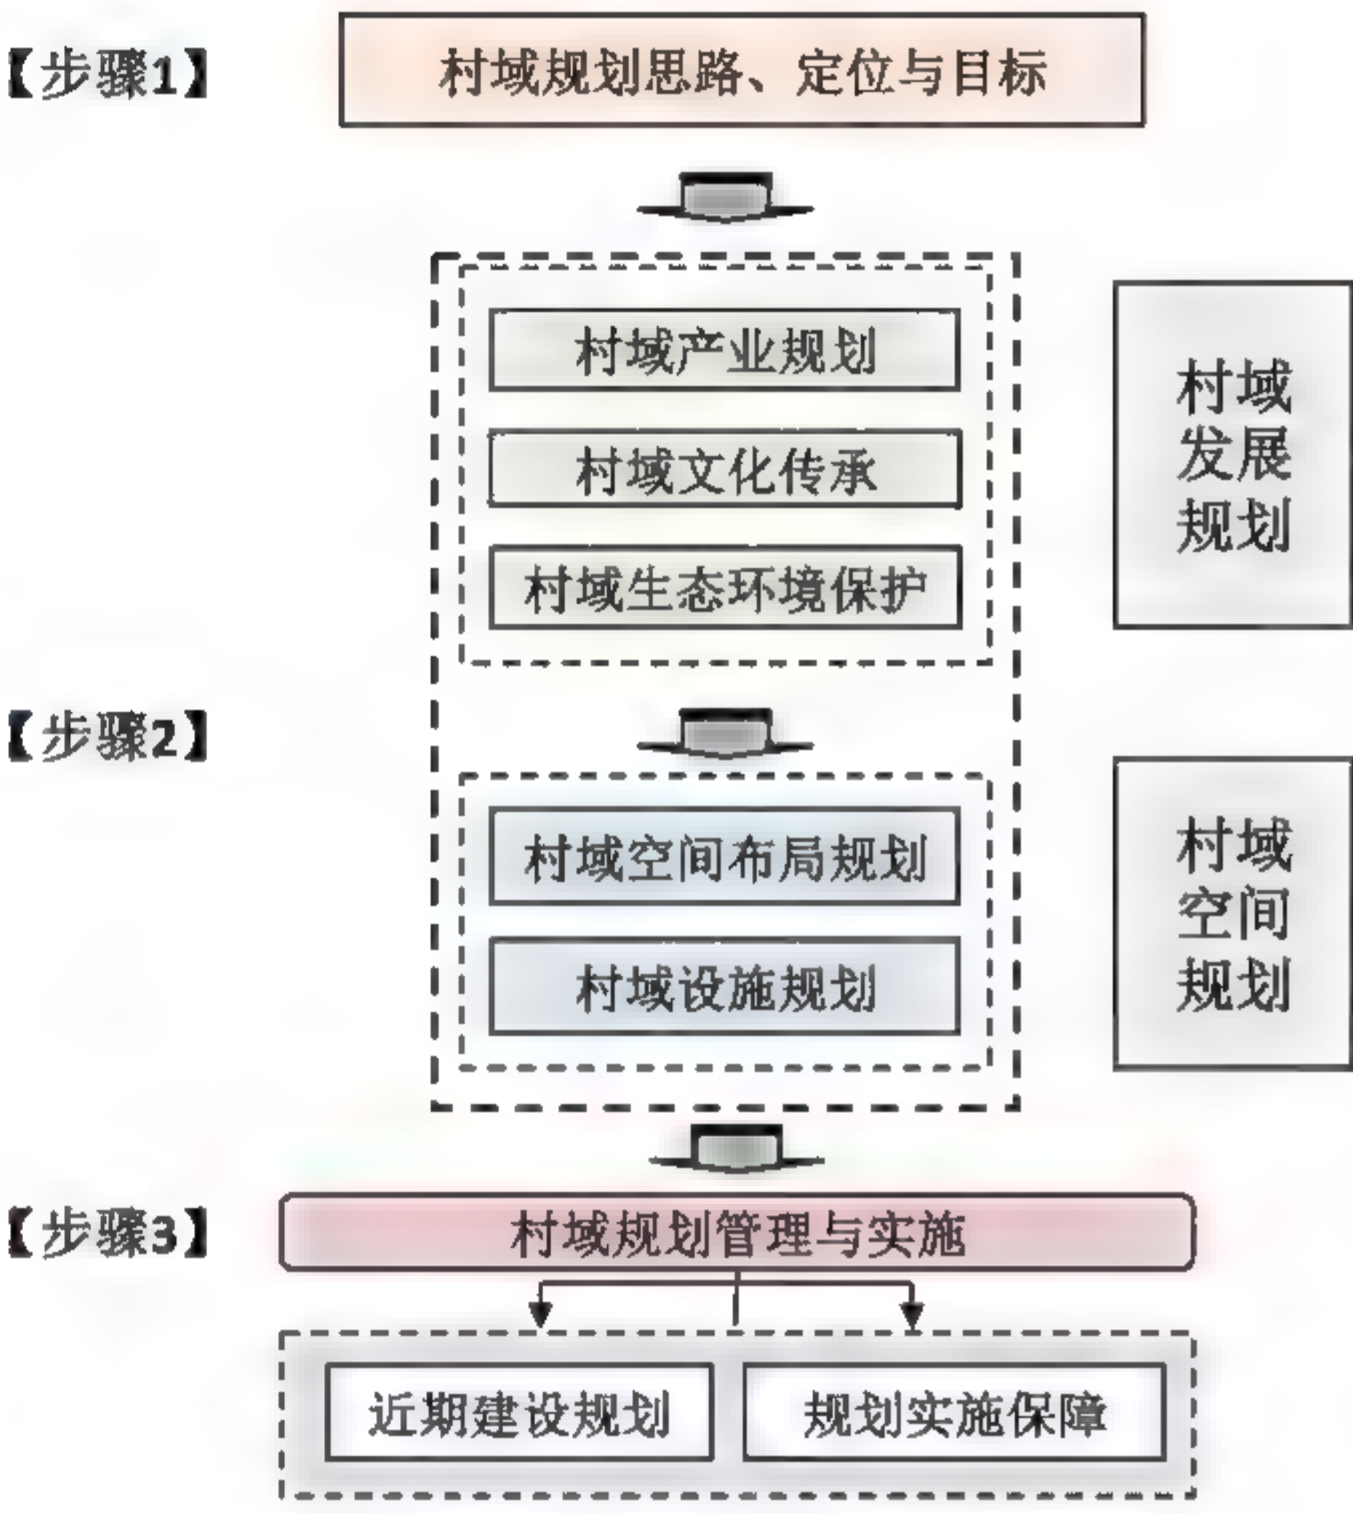 【步骤1】
村域规划思路、定位与目标
村域产业规划
村域文化传承
村域生态环境保护
村域
发展
规划
【步骤2】
村域空间布局规划
村域设施规划
村域
空间
规划
【步骤3】
村域规划管理与实施
近期建设规划
规划实施保障